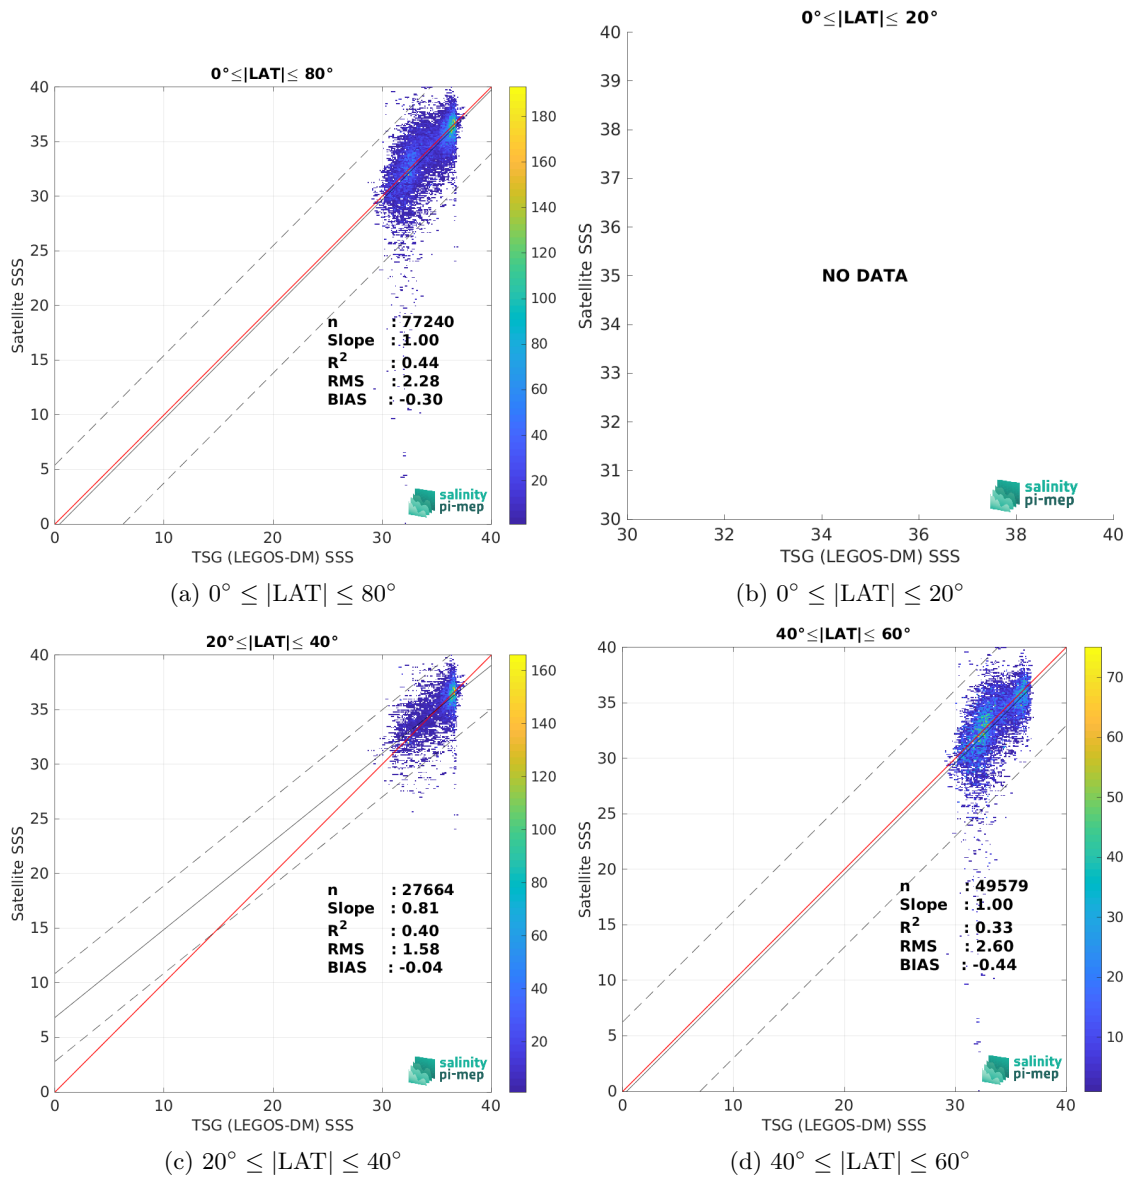 0°≤|LAT|≤ 80°
40
35
30
25
20
15
10
5
0
0
10
20
30
40
Satellite SSS
TSG (LEGOS-DM) SSS
n : 77240
Slope : 1.00
R2 : 0.44
RMS : 2.28
BIAS : -0.30
salinity
pi-mep
180
160
140
120
100
80
60
40
20
(a) 0° ≤ |LAT| ≤ 80°
0°≤|LAT|≤ 20°
40
39
38
37
36
35
34
33
32
31
30
30
32
34
36
38
40
Satellite SSS
NO DATA
salinity
pi-mep
TSG (LEGOS-DM) SSS
(b) 0° ≤ |LAT| ≤ 20°
20°≤|LAT|≤ 40°
40
35
30
25
20
15
10
5
0
0
10
20
30
40
Satellite SSS
TSG (LEGOS-DM) SSS
n : 27664
Slope : 0.81
R2 : 0.40
RMS : 1.58
BIAS : -0.04
salinity
pi-mep
160
140
120
100
80
60
40
20
(c) 20° ≤ |LAT| ≤ 40°
40°≤|LAT|≤ 60°
40
35
30
25
20
15
10
5
0
0
10
20
30
40
Satellite SSS
TSG (LEGOS-DM) SSS
n : 49579
Slope : 1.00
R2 : 0.33
RMS : 2.60
BIAS : -0.44
salinity
pi-mep
70
60
50
40
30
20
10
(d) 40° ≤ |LAT| ≤ 60°